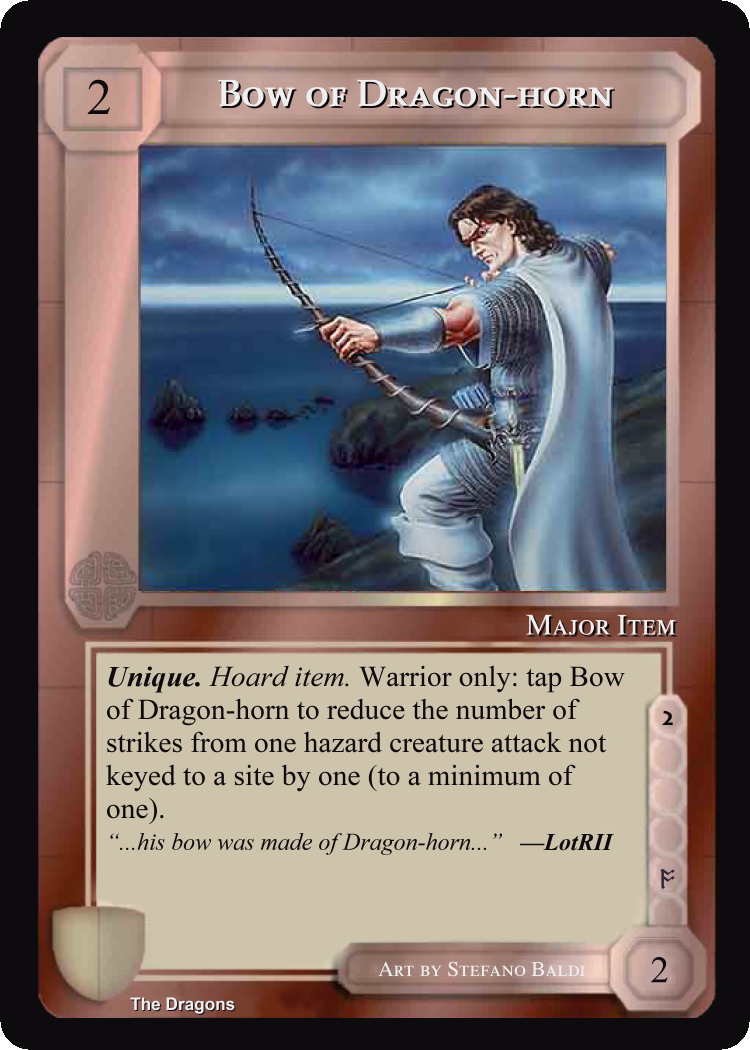 2
Bow of Dragon-horn
Major Item
Unique. Hoard item. Warrior only: tap Bow
of Dragon-horn to reduce the number of
strikes from one hazard creature attack not
keyed to a site by one (to a minimum of
one).
“...his bow was made of Dragon-horn...” —LotRII
2
ᚩ
Art by Stefano Baldi
2
The Dragons